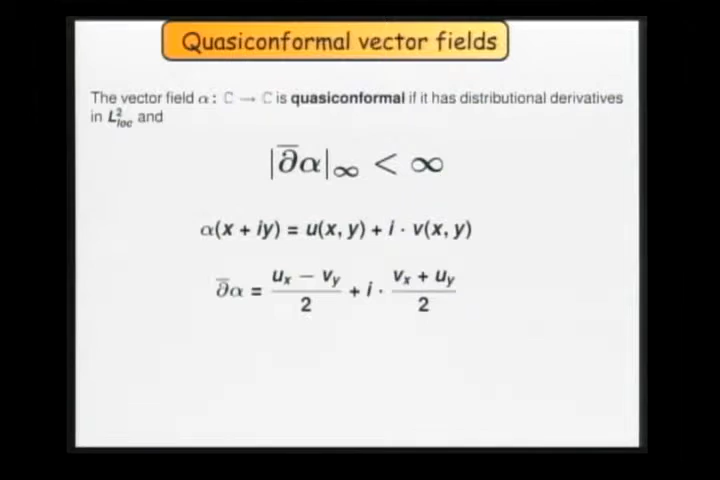 Quasiconformal vector fields
The vector field α : ℂ → ℂ is quasiconformal if it has distributional derivatives
in L²_loc and
|∂̅α|_∞ < ∞
α(x + iy) = u(x, y) + i · v(x, y)
∂̅α = (u_x − v_y)/2 + i · (v_x + u_y)/2